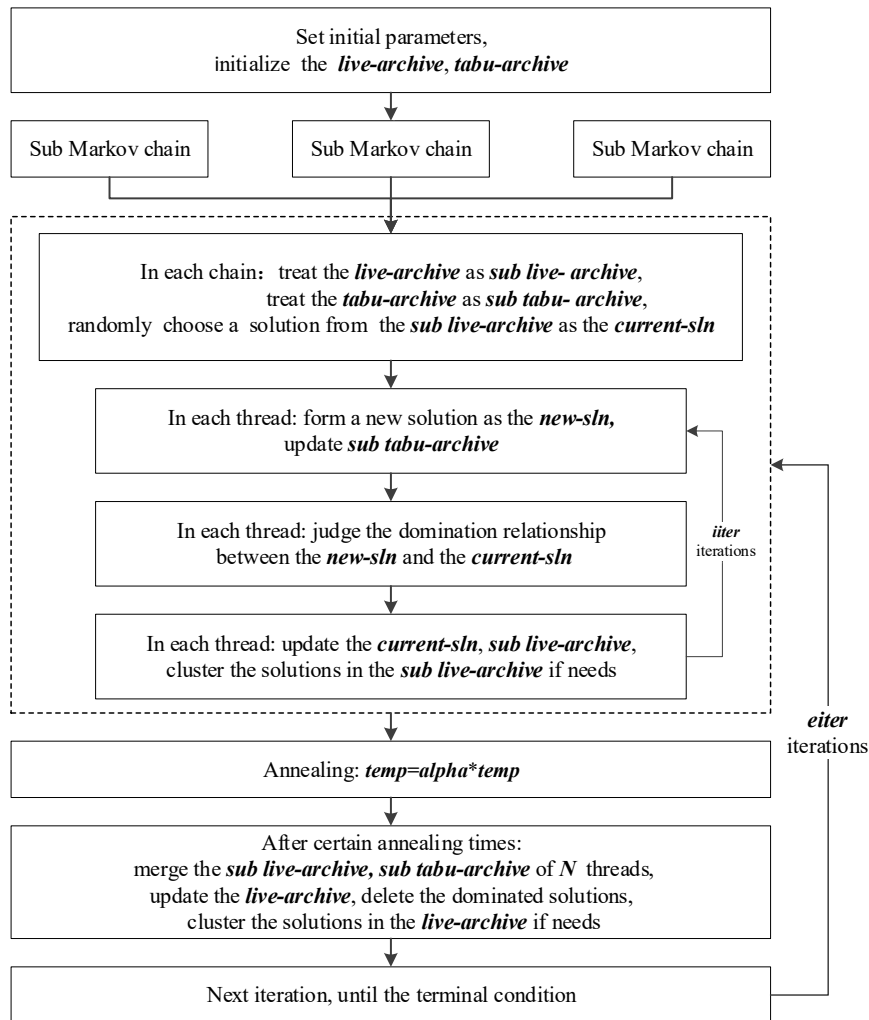 Set initial parameters,
initialize the live-archive, tabu-archive
Sub Markov chain
Sub Markov chain
Sub Markov chain
In each chain：treat the live-archive as sub live- archive,
treat the tabu-archive as sub tabu- archive,
randomly choose a solution from the sub live-archive as the current-sln
In each thread: form a new solution as the new-sln,
update sub tabu-archive
In each thread: judge the domination relationship
between the new-sln and the current-sln
iiter
iterations
In each thread: update the current-sln, sub live-archive,
cluster the solutions in the sub live-archive if needs
eiter
iterations
Annealing: temp=alpha*temp
After certain annealing times:
merge the sub live-archive, sub tabu-archive of N threads,
update the live-archive, delete the dominated solutions,
cluster the solutions in the live-archive if needs
Next iteration, until the terminal condition